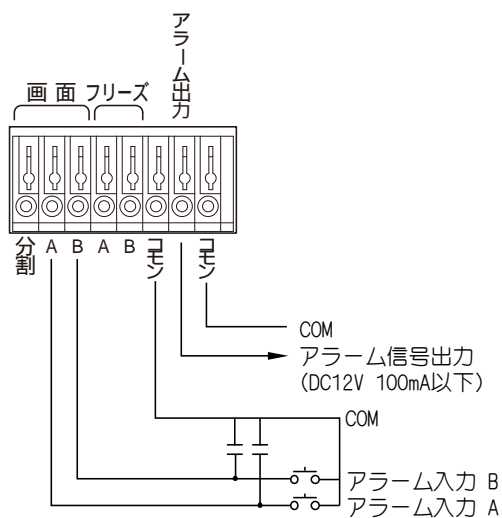 アラーム出力
画面 フリーズ
分割 A B A B コモン コモン
COM
アラーム信号出力
(DC12V 100mA以下)
COM
アラーム入力 B
アラーム入力 A